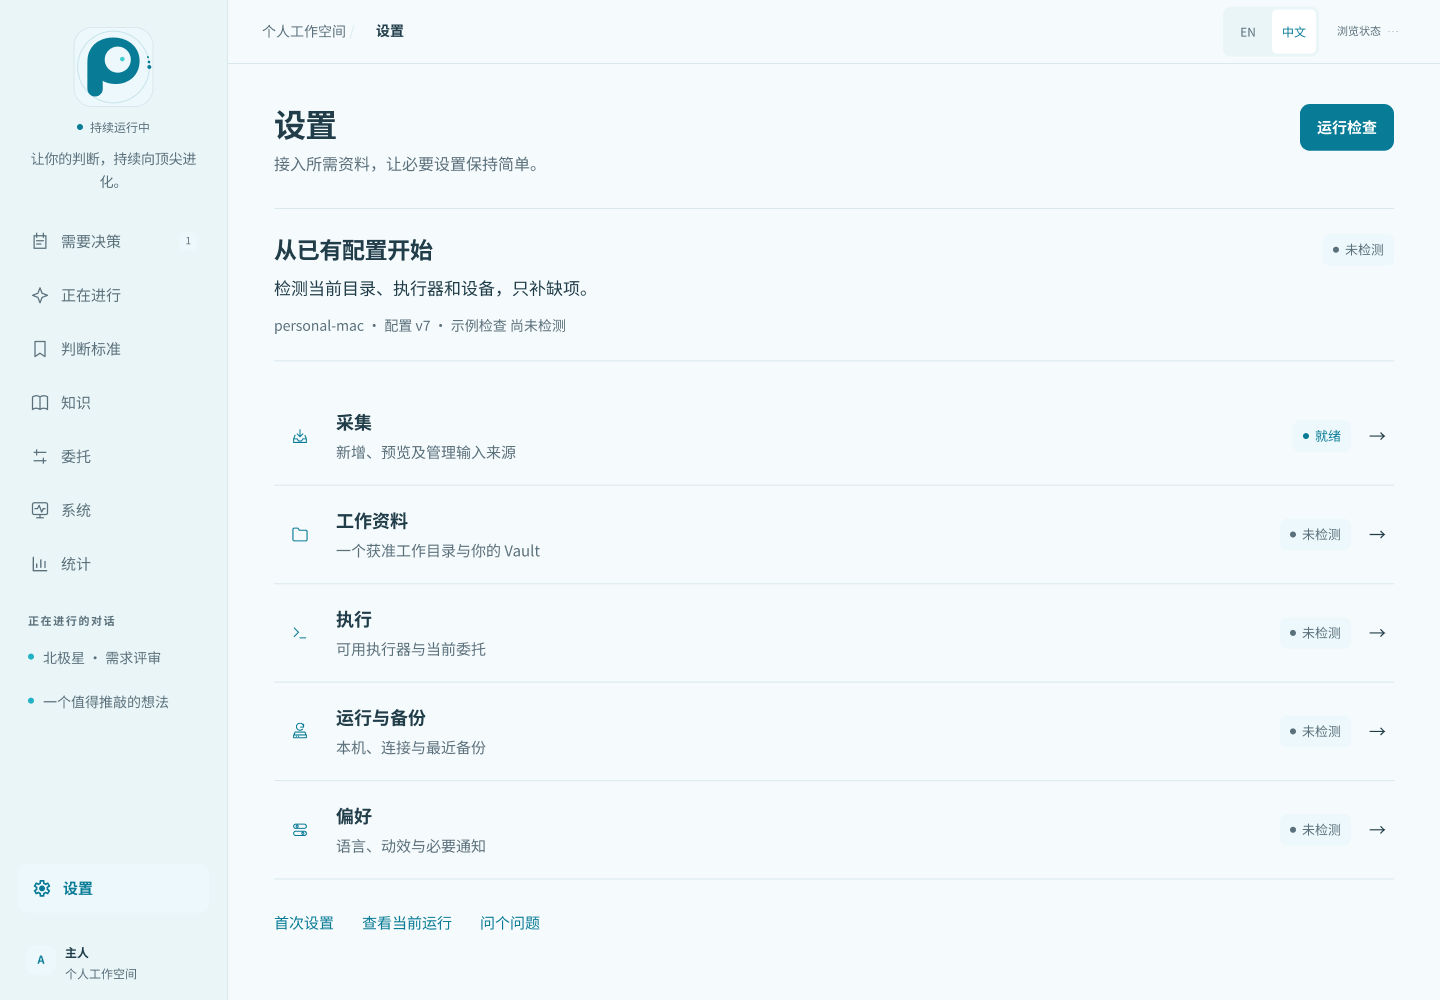 持续运行中
让你的判断，持续向顶尖进
化。
需要决策 1
正在进行
判断标准
知识
委托
系统
统计
正在进行的对话
北极星 · 需求评审
一个值得推敲的想法
设置
A
主人
个人工作空间
个人工作空间 / 设置
EN 中文 浏览状态 ···
设置
运行检查
接入所需资料，让必要设置保持简单。
从已有配置开始
未检测
检测当前目录、执行器和设备，只补缺项。
personal-mac · 配置 v7 · 示例检查 尚未检测
采集
新增、预览及管理输入来源
就绪 →
工作资料
一个获准工作目录与你的 Vault
未检测 →
执行
可用执行器与当前委托
未检测 →
运行与备份
本机、连接与最近备份
未检测 →
偏好
语言、动效与必要通知
未检测 →
首次设置 查看当前运行 问个问题